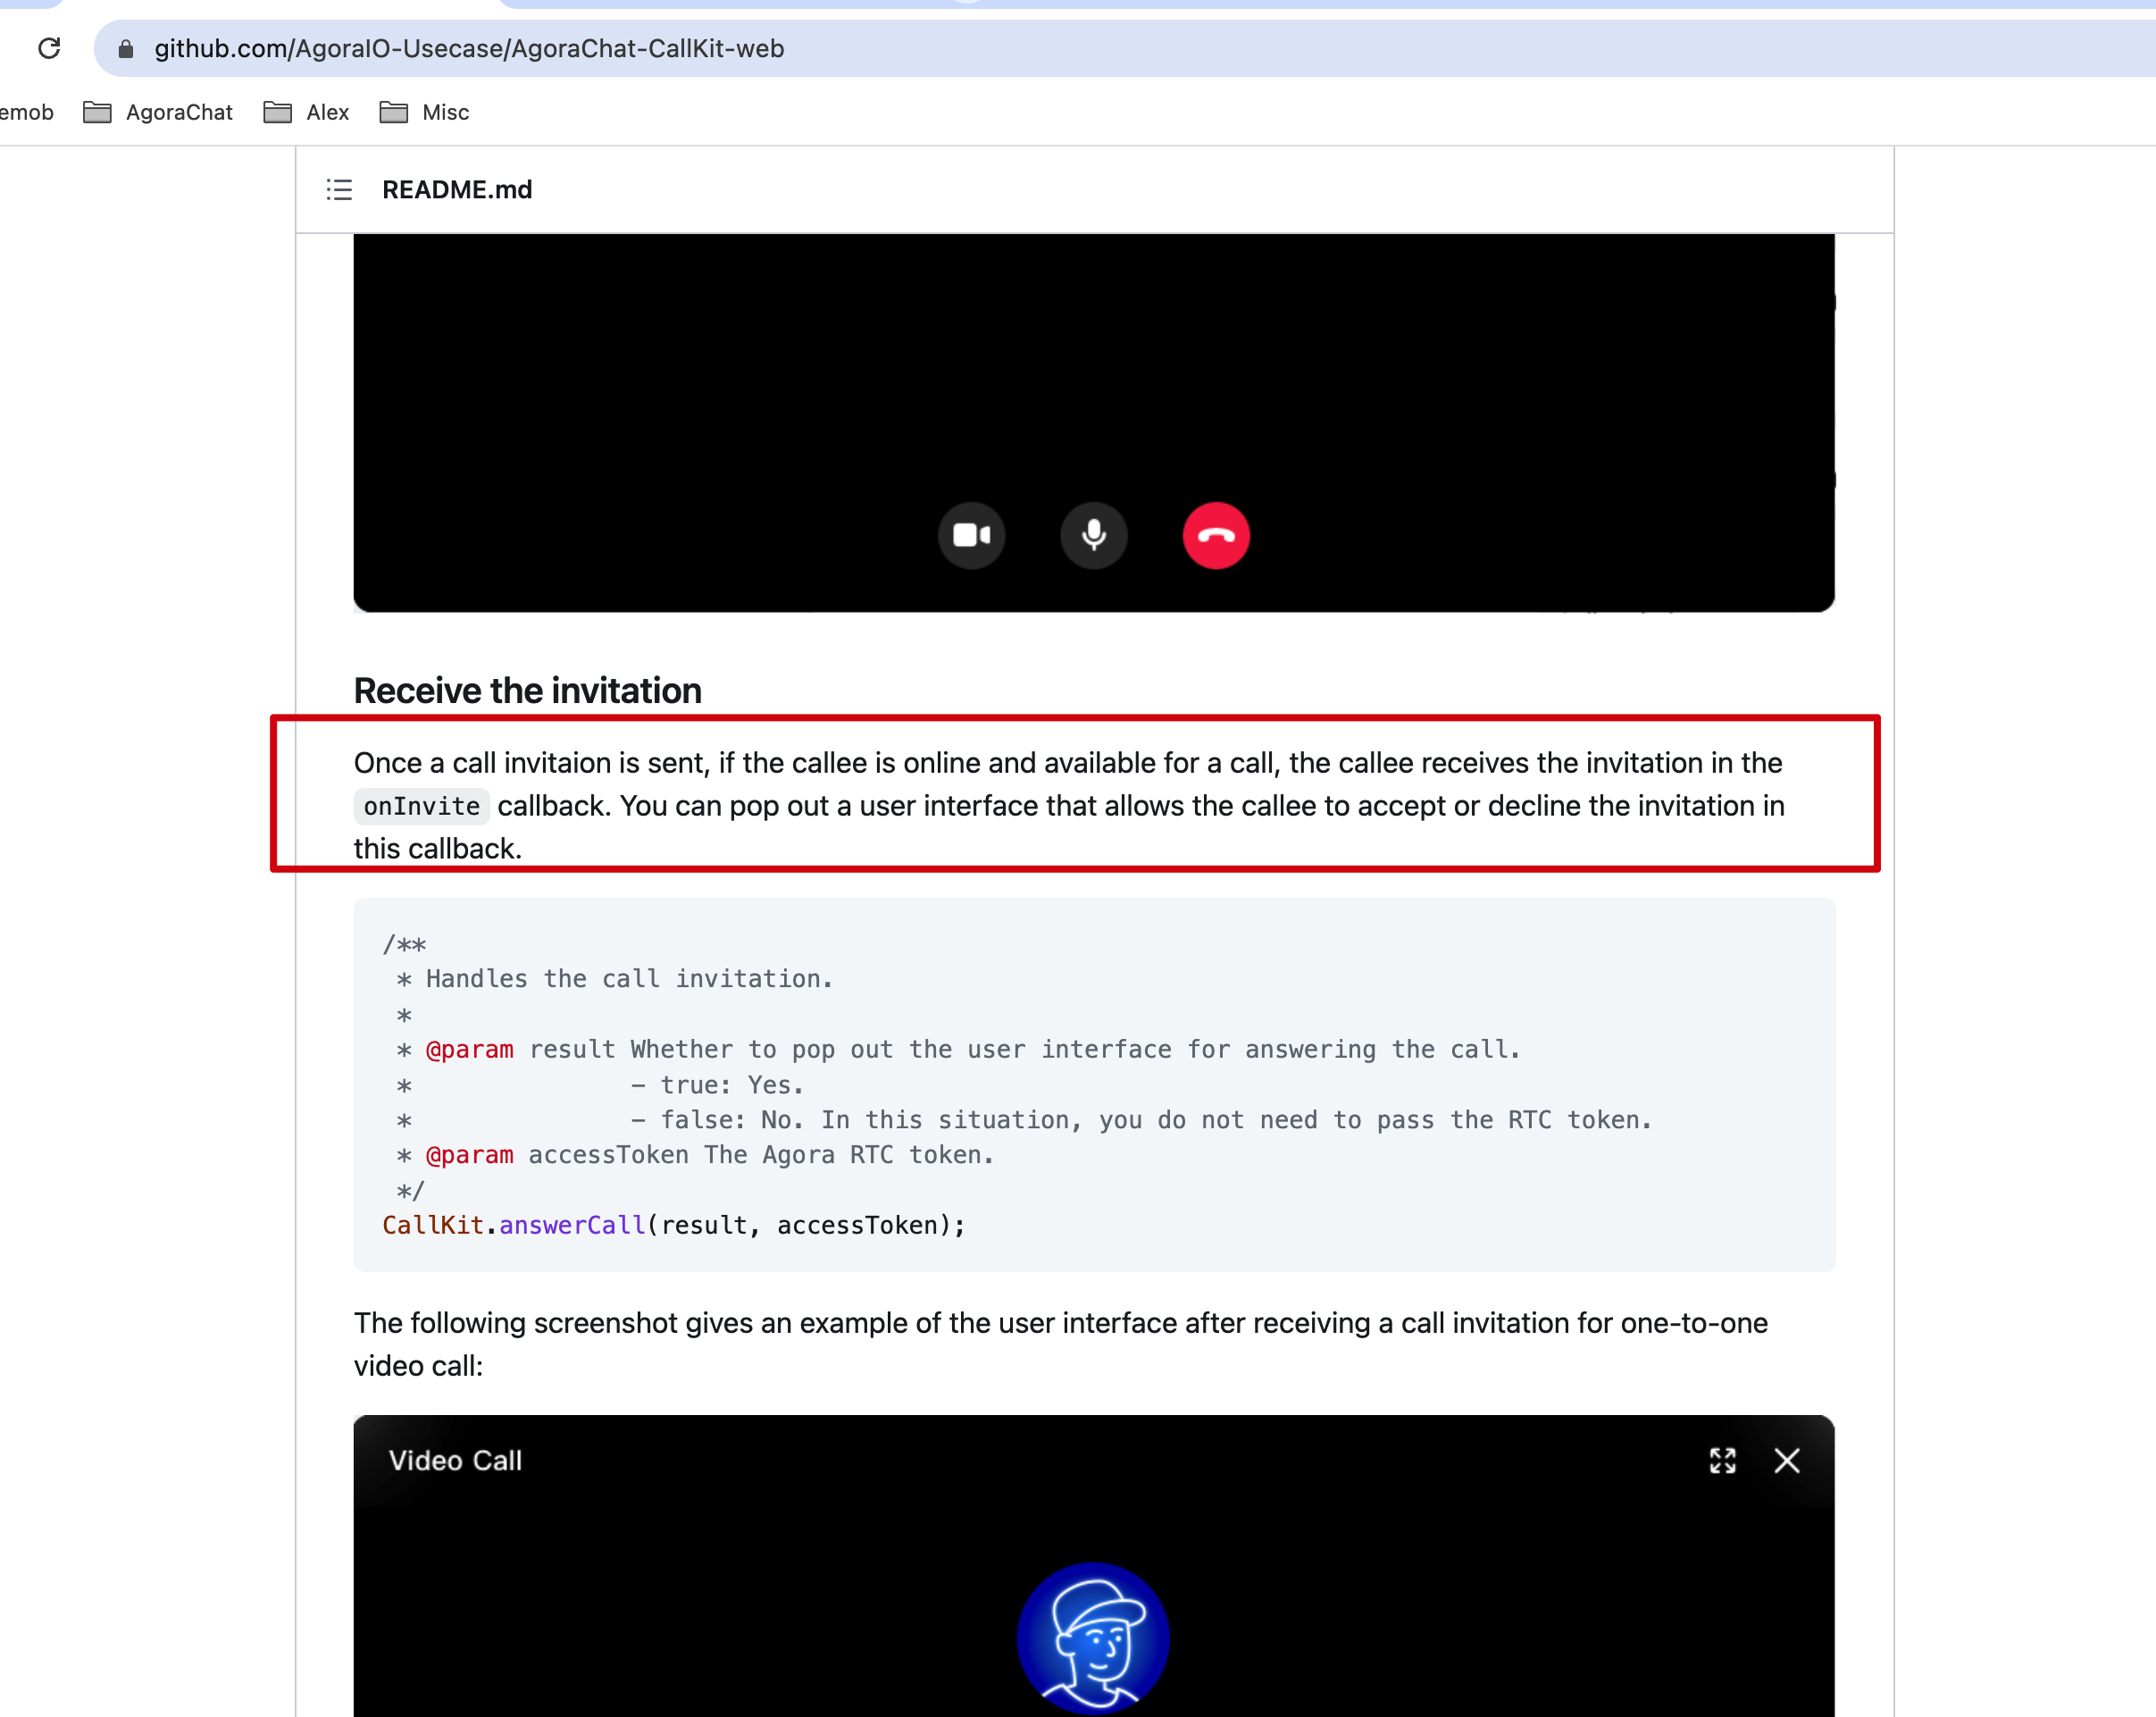 github.com/AgoraIO-Usecase/AgoraChat-CallKit-web
emob AgoraChat Alex Misc
README.md
Receive the invitation
Once a call invitaion is sent, if the callee is online and available for a call, the callee receives the invitation in the
onInvite callback. You can pop out a user interface that allows the callee to accept or decline the invitation in
this callback.
/**
 * Handles the call invitation.
 *
 * @param result Whether to pop out the user interface for answering the call.
 *               - true: Yes.
 *               - false: No. In this situation, you do not need to pass the RTC token.
 * @param accessToken The Agora RTC token.
 */
CallKit.answerCall(result, accessToken);
The following screenshot gives an example of the user interface after receiving a call invitation for one-to-one
video call:
Video Call